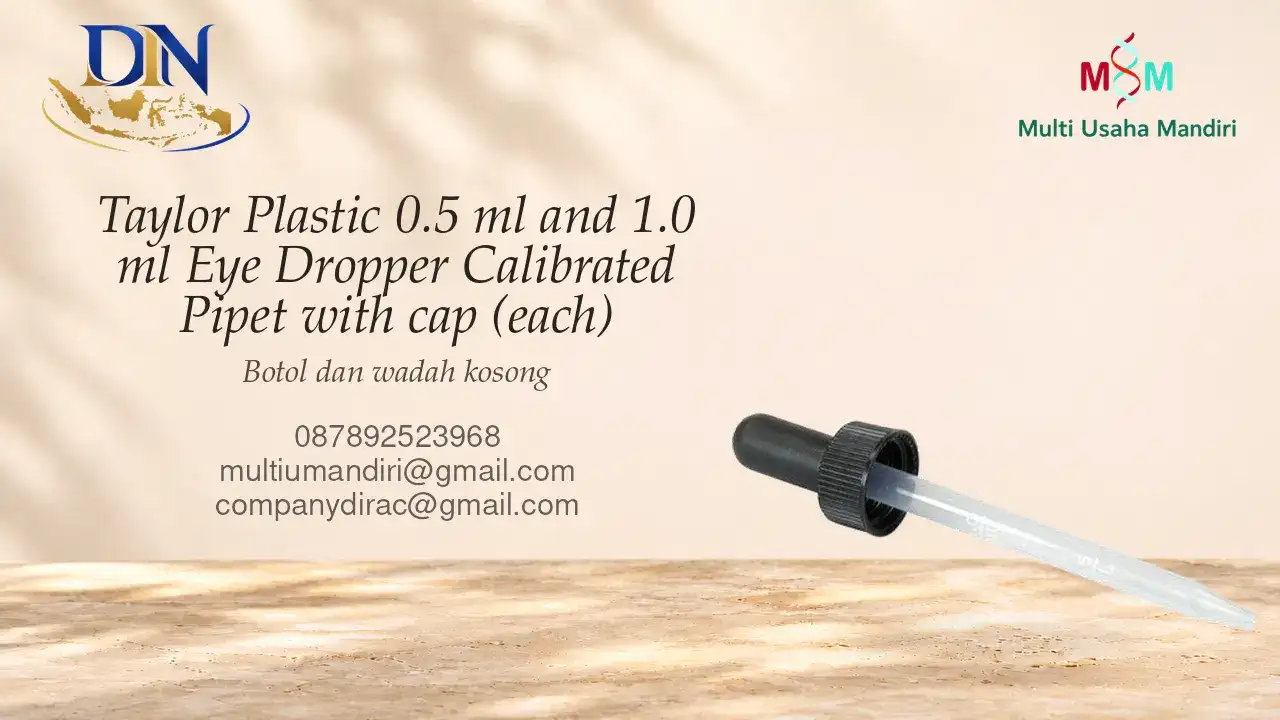 DN
MSM
Multi Usaha Mandiri
Taylor Plastic 0.5 ml and 1.0
ml Eye Dropper Calibrated
Pipet with cap (each)
Botol dan wadah kosong
087892523968
multiumandiri@gmail.com
companydirac@gmail.com